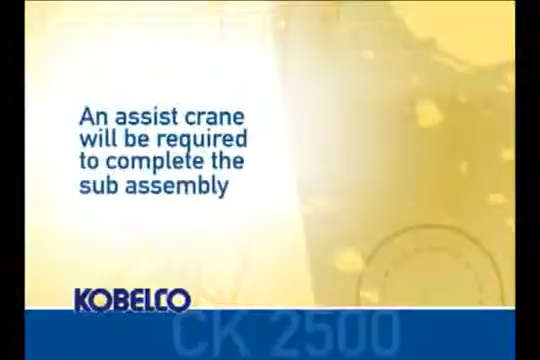 An assist crane
will be required
to complete the
sub assembly
KOBELCO
CK 2500